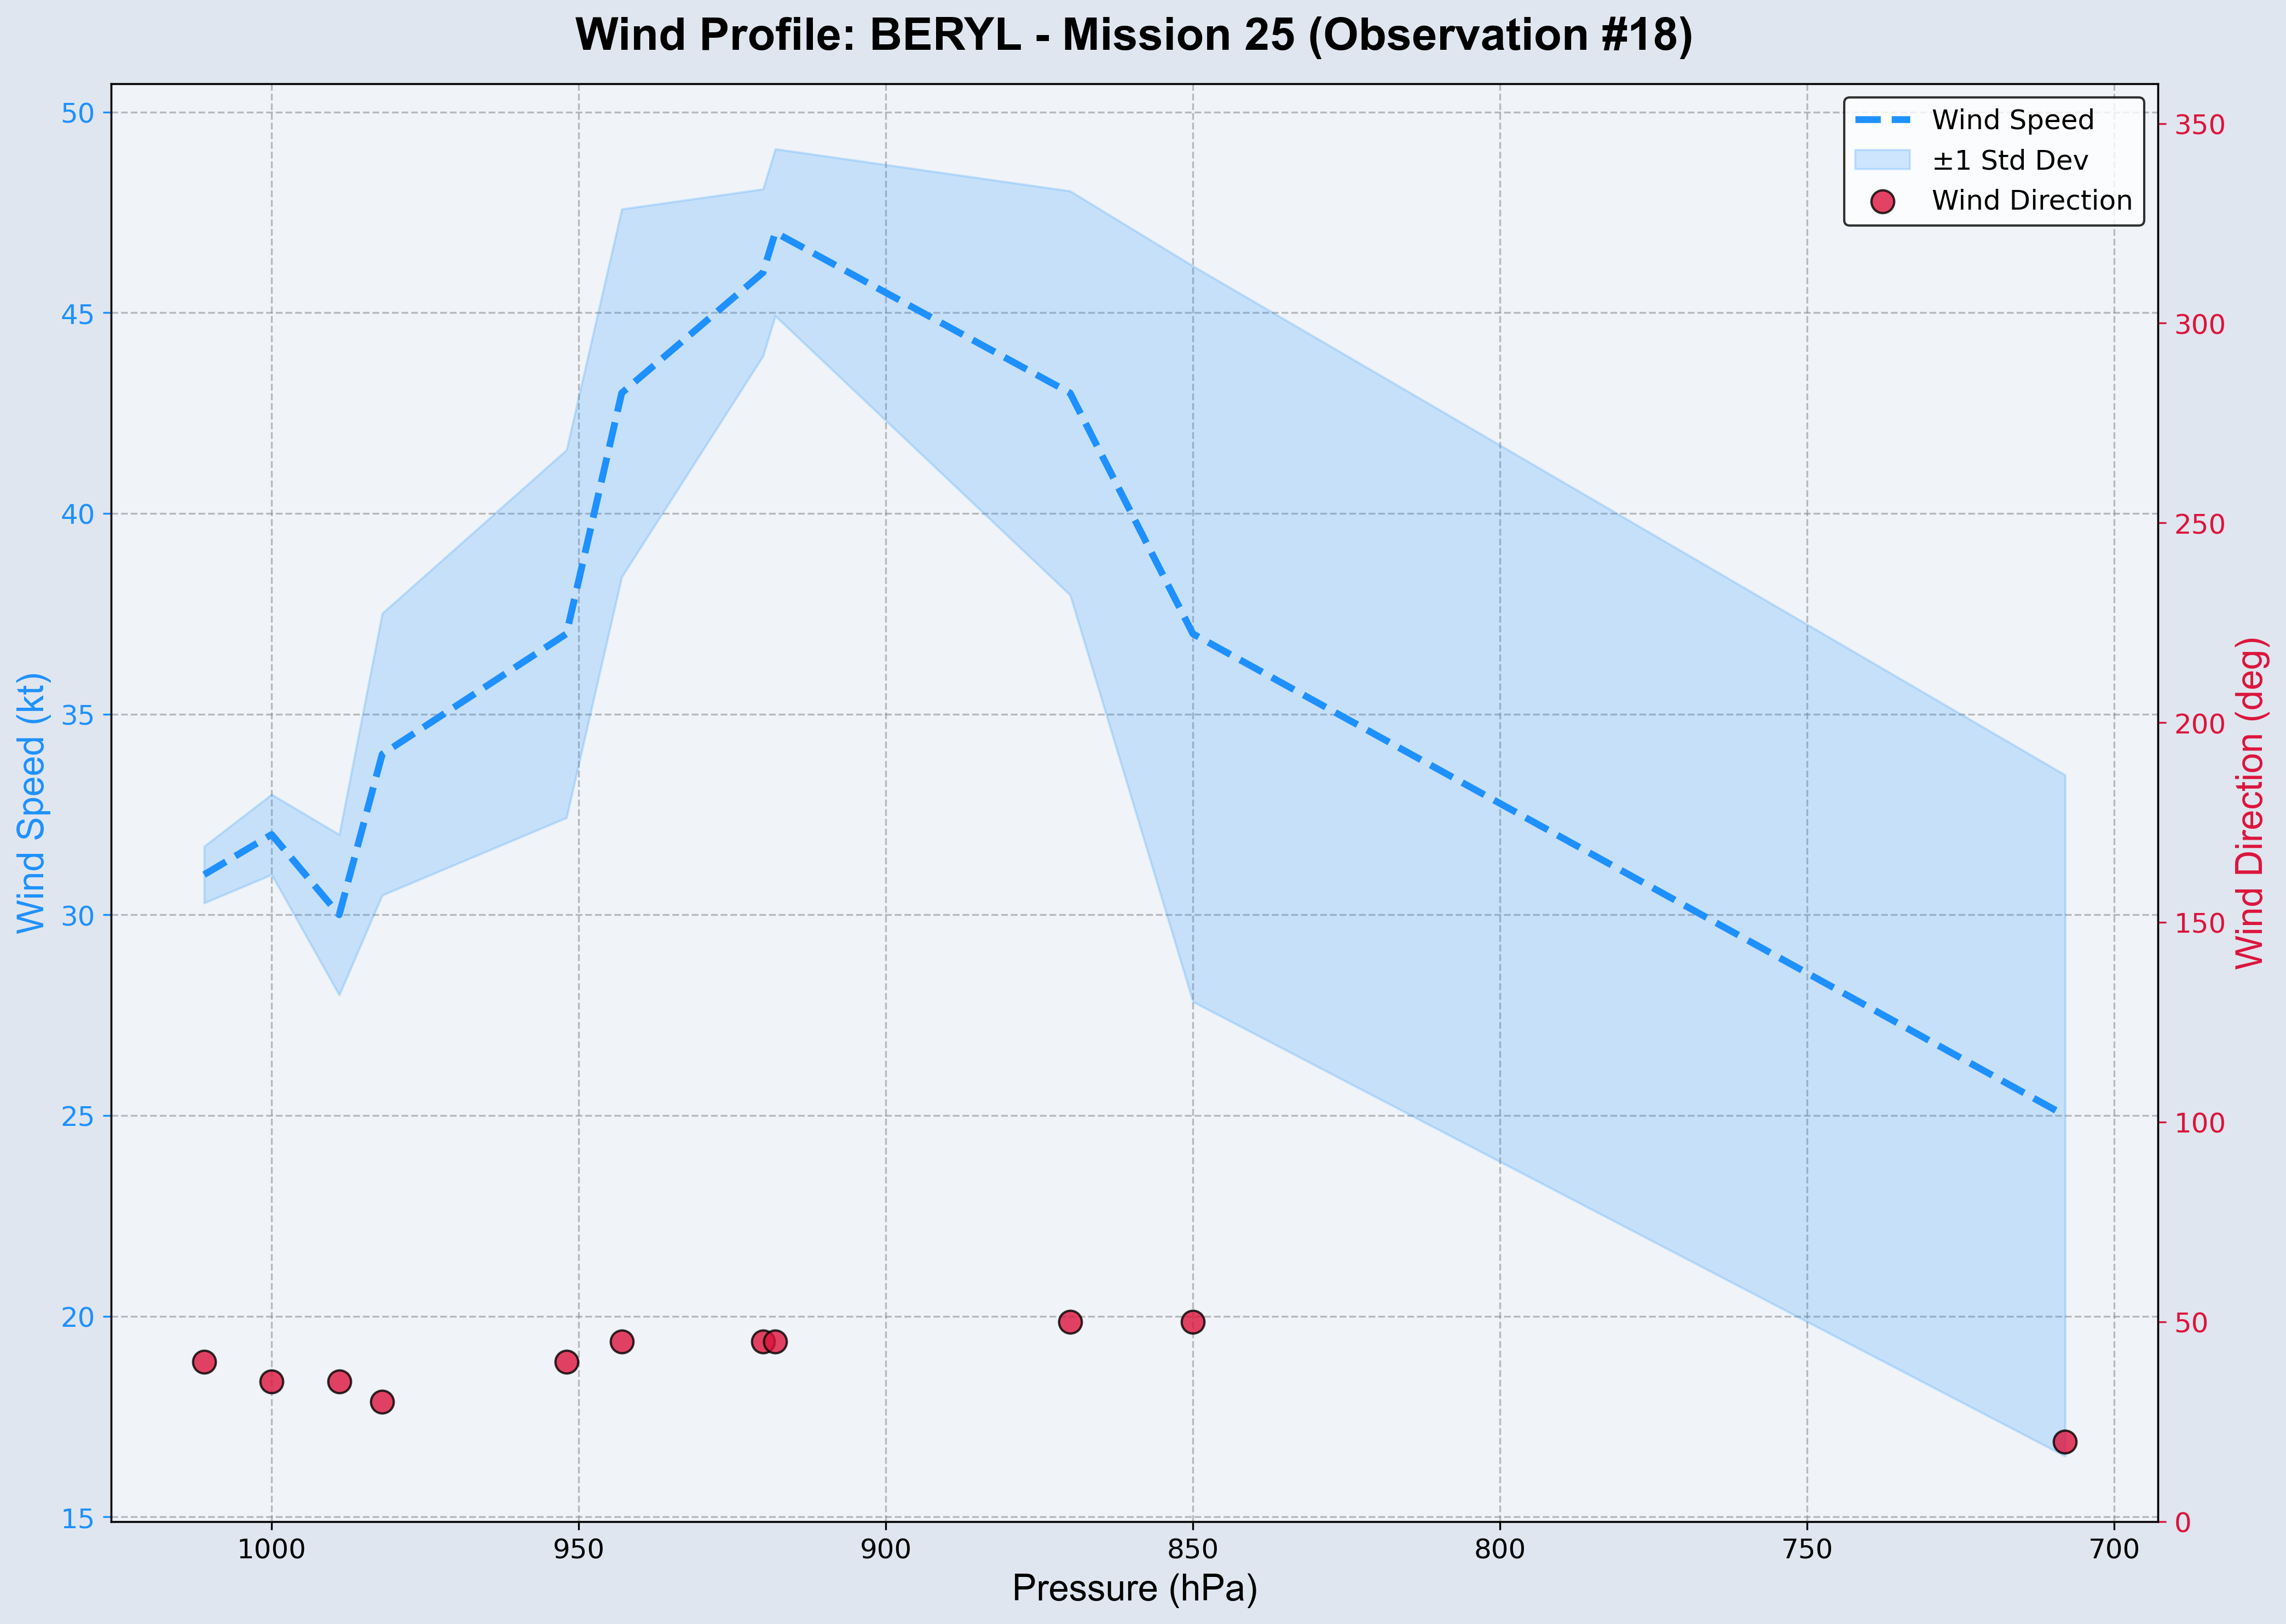 Wind Profile: BERYL - Mission 25 (Observation #18)
Wind Speed
±1 Std Dev
Wind Direction
Wind Speed (kt)
50
45
40
35
30
25
20
15
Wind Direction (deg)
350
300
250
200
150
100
50
0
1000 950 900 850 800 750 700
Pressure (hPa)